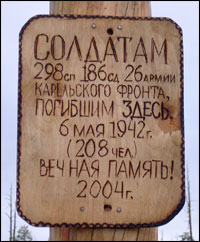 СОЛДАТАМ
298сп 186сд 26армии
КАРЕЛЬСКОГО ФРОНТА,
ПОГИБШИМ ЗДЕСЬ.
6 МАЯ 1942г.
(208 ЧЕЛ)
ВЕЧНАЯ ПАМЯТЬ!
2004г.